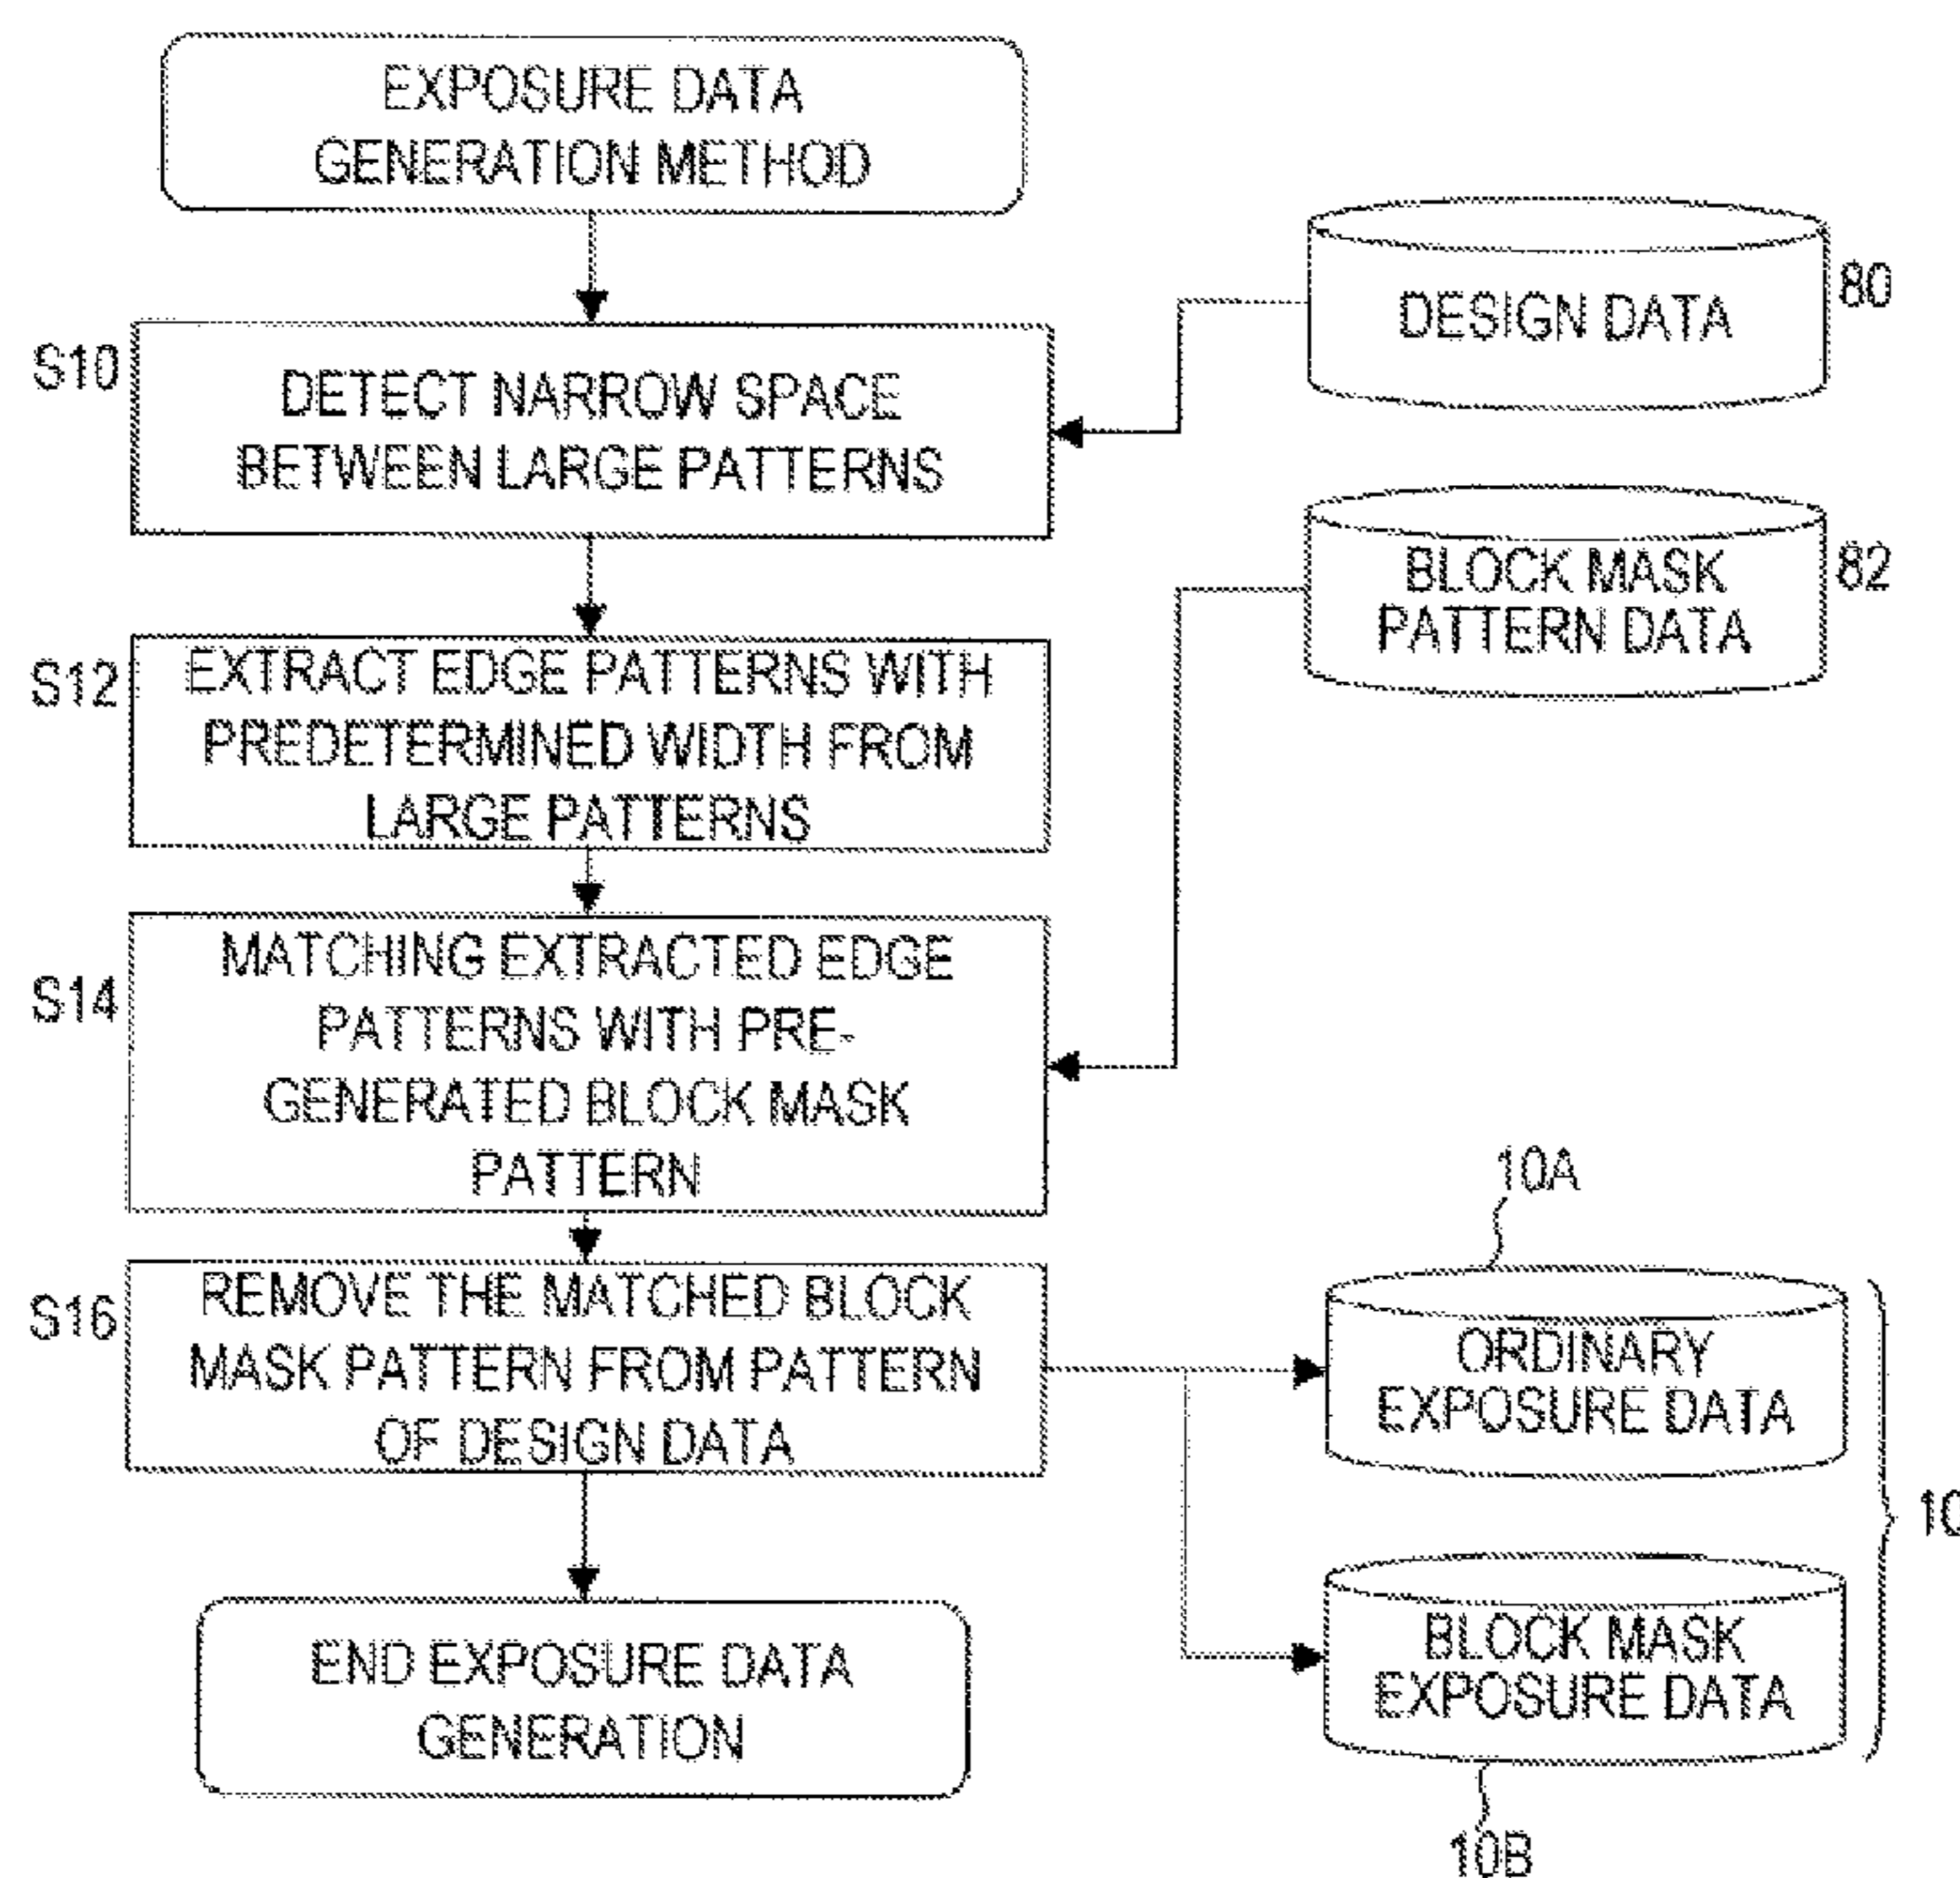 EXPOSURE DATA
GENERATION METHOD
DESIGN DATA
80
S10
DETECT NARROW SPACE
BETWEEN LARGE PATTERNS
BLOCK MASK
PATTERN DATA
82
S12
EXTRACT EDGE PATTERNS WITH
PREDETERMINED WIDTH FROM
LARGE PATTERNS
S14
MATCHING EXTRACTED EDGE
PATTERNS WITH PRE-
GENERATED BLOCK MASK
PATTERN
10A
S16
REMOVE THE MATCHED BLOCK
MASK PATTERN FROM PATTERN
OF DESIGN DATA
ORDINARY
EXPOSURE DATA
10
BLOCK MASK
EXPOSURE DATA
10B
END EXPOSURE DATA
GENERATION